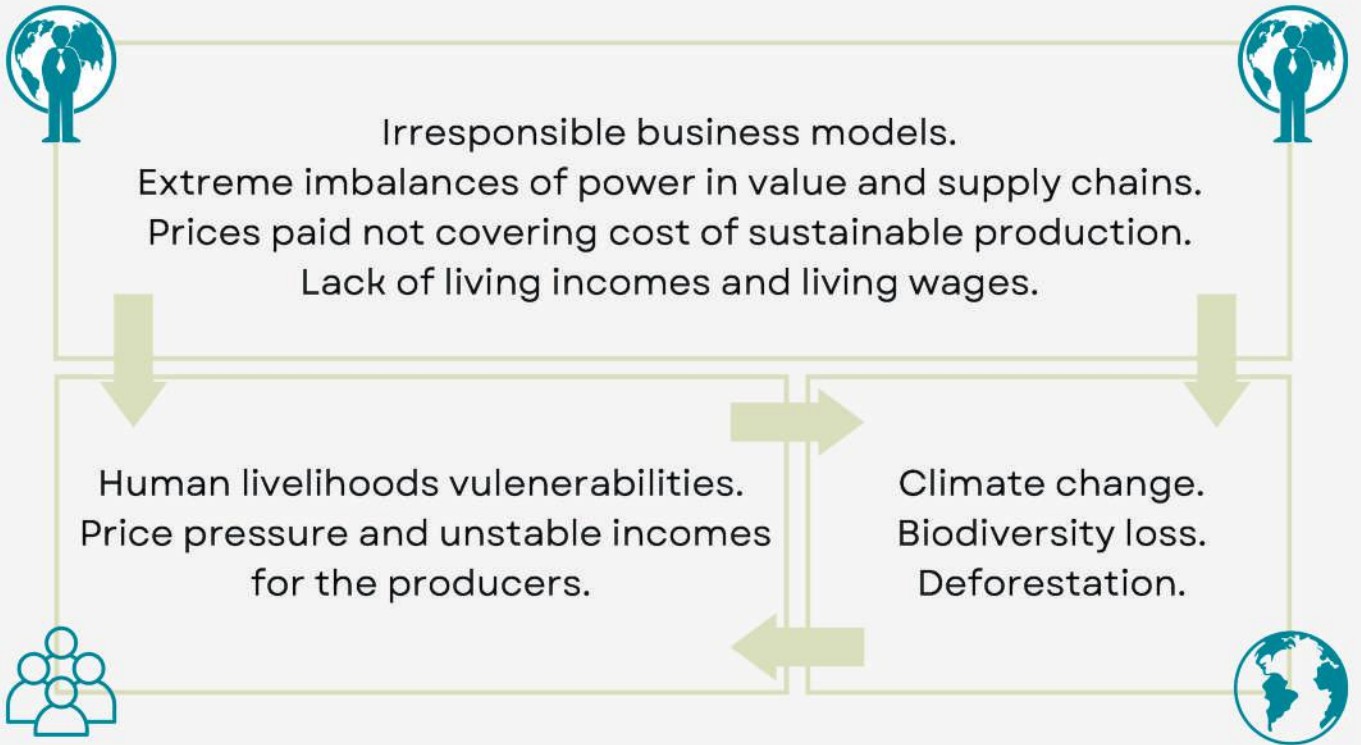 Irresponsible business models.
Extreme imbalances of power in value and supply chains.
Prices paid not covering cost of sustainable production.
Lack of living incomes and living wages.
Human livelihoods vulenerabilities.
Price pressure and unstable incomes
for the producers.
Climate change.
Biodiversity loss.
Deforestation.